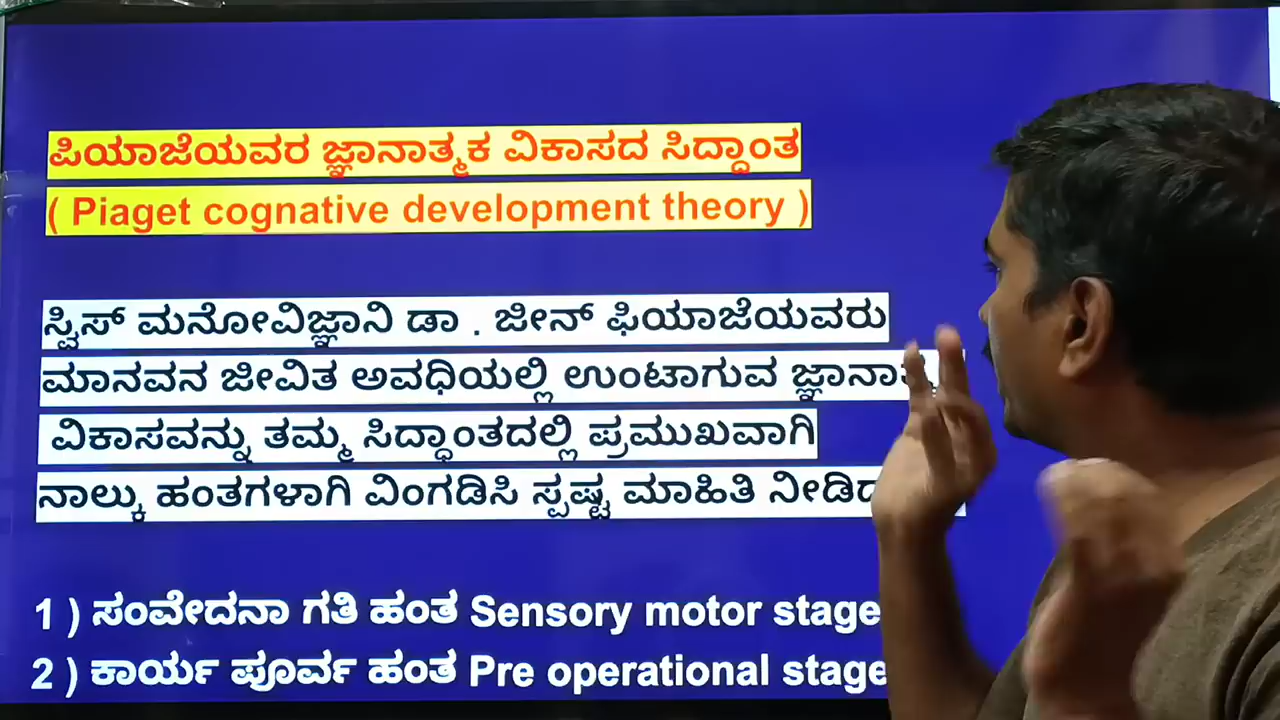 ಪಿಯಾಜೆಯವರ ಜ್ಞಾನಾತ್ಮಕ ವಿಕಾಸದ ಸಿದ್ದಾಂತ
( Piaget cognative development theory )
ಸ್ವಿಸ್ ಮನೋವಿಜ್ಞಾನಿ ಡಾ . ಜೀನ್ ಫಿಯಾಜೆಯವರು
ಮಾನವನ ಜೀವಿತ ಅವಧಿಯಲ್ಲಿ ಉಂಟಾಗುವ
ವಿಕಾಸವನ್ನು ತಮ್ಮ ಸಿದ್ಧಾಂತದಲ್ಲಿ ಪ್ರಮುಖವಾಗಿ
ನಾಲ್ಕು ಹಂತಗಳಾಗಿ ವಿಂಗಡಿಸಿ ಸ್ಪಷ್ಟ ಮಾಹಿತಿ
1 ) ಸಂವೇದನಾ ಗತಿ ಹಂತ Sensory motor stage
2 ) ಕಾರ್ಯ ಪೂರ್ವ ಹಂತ Pre operational stage